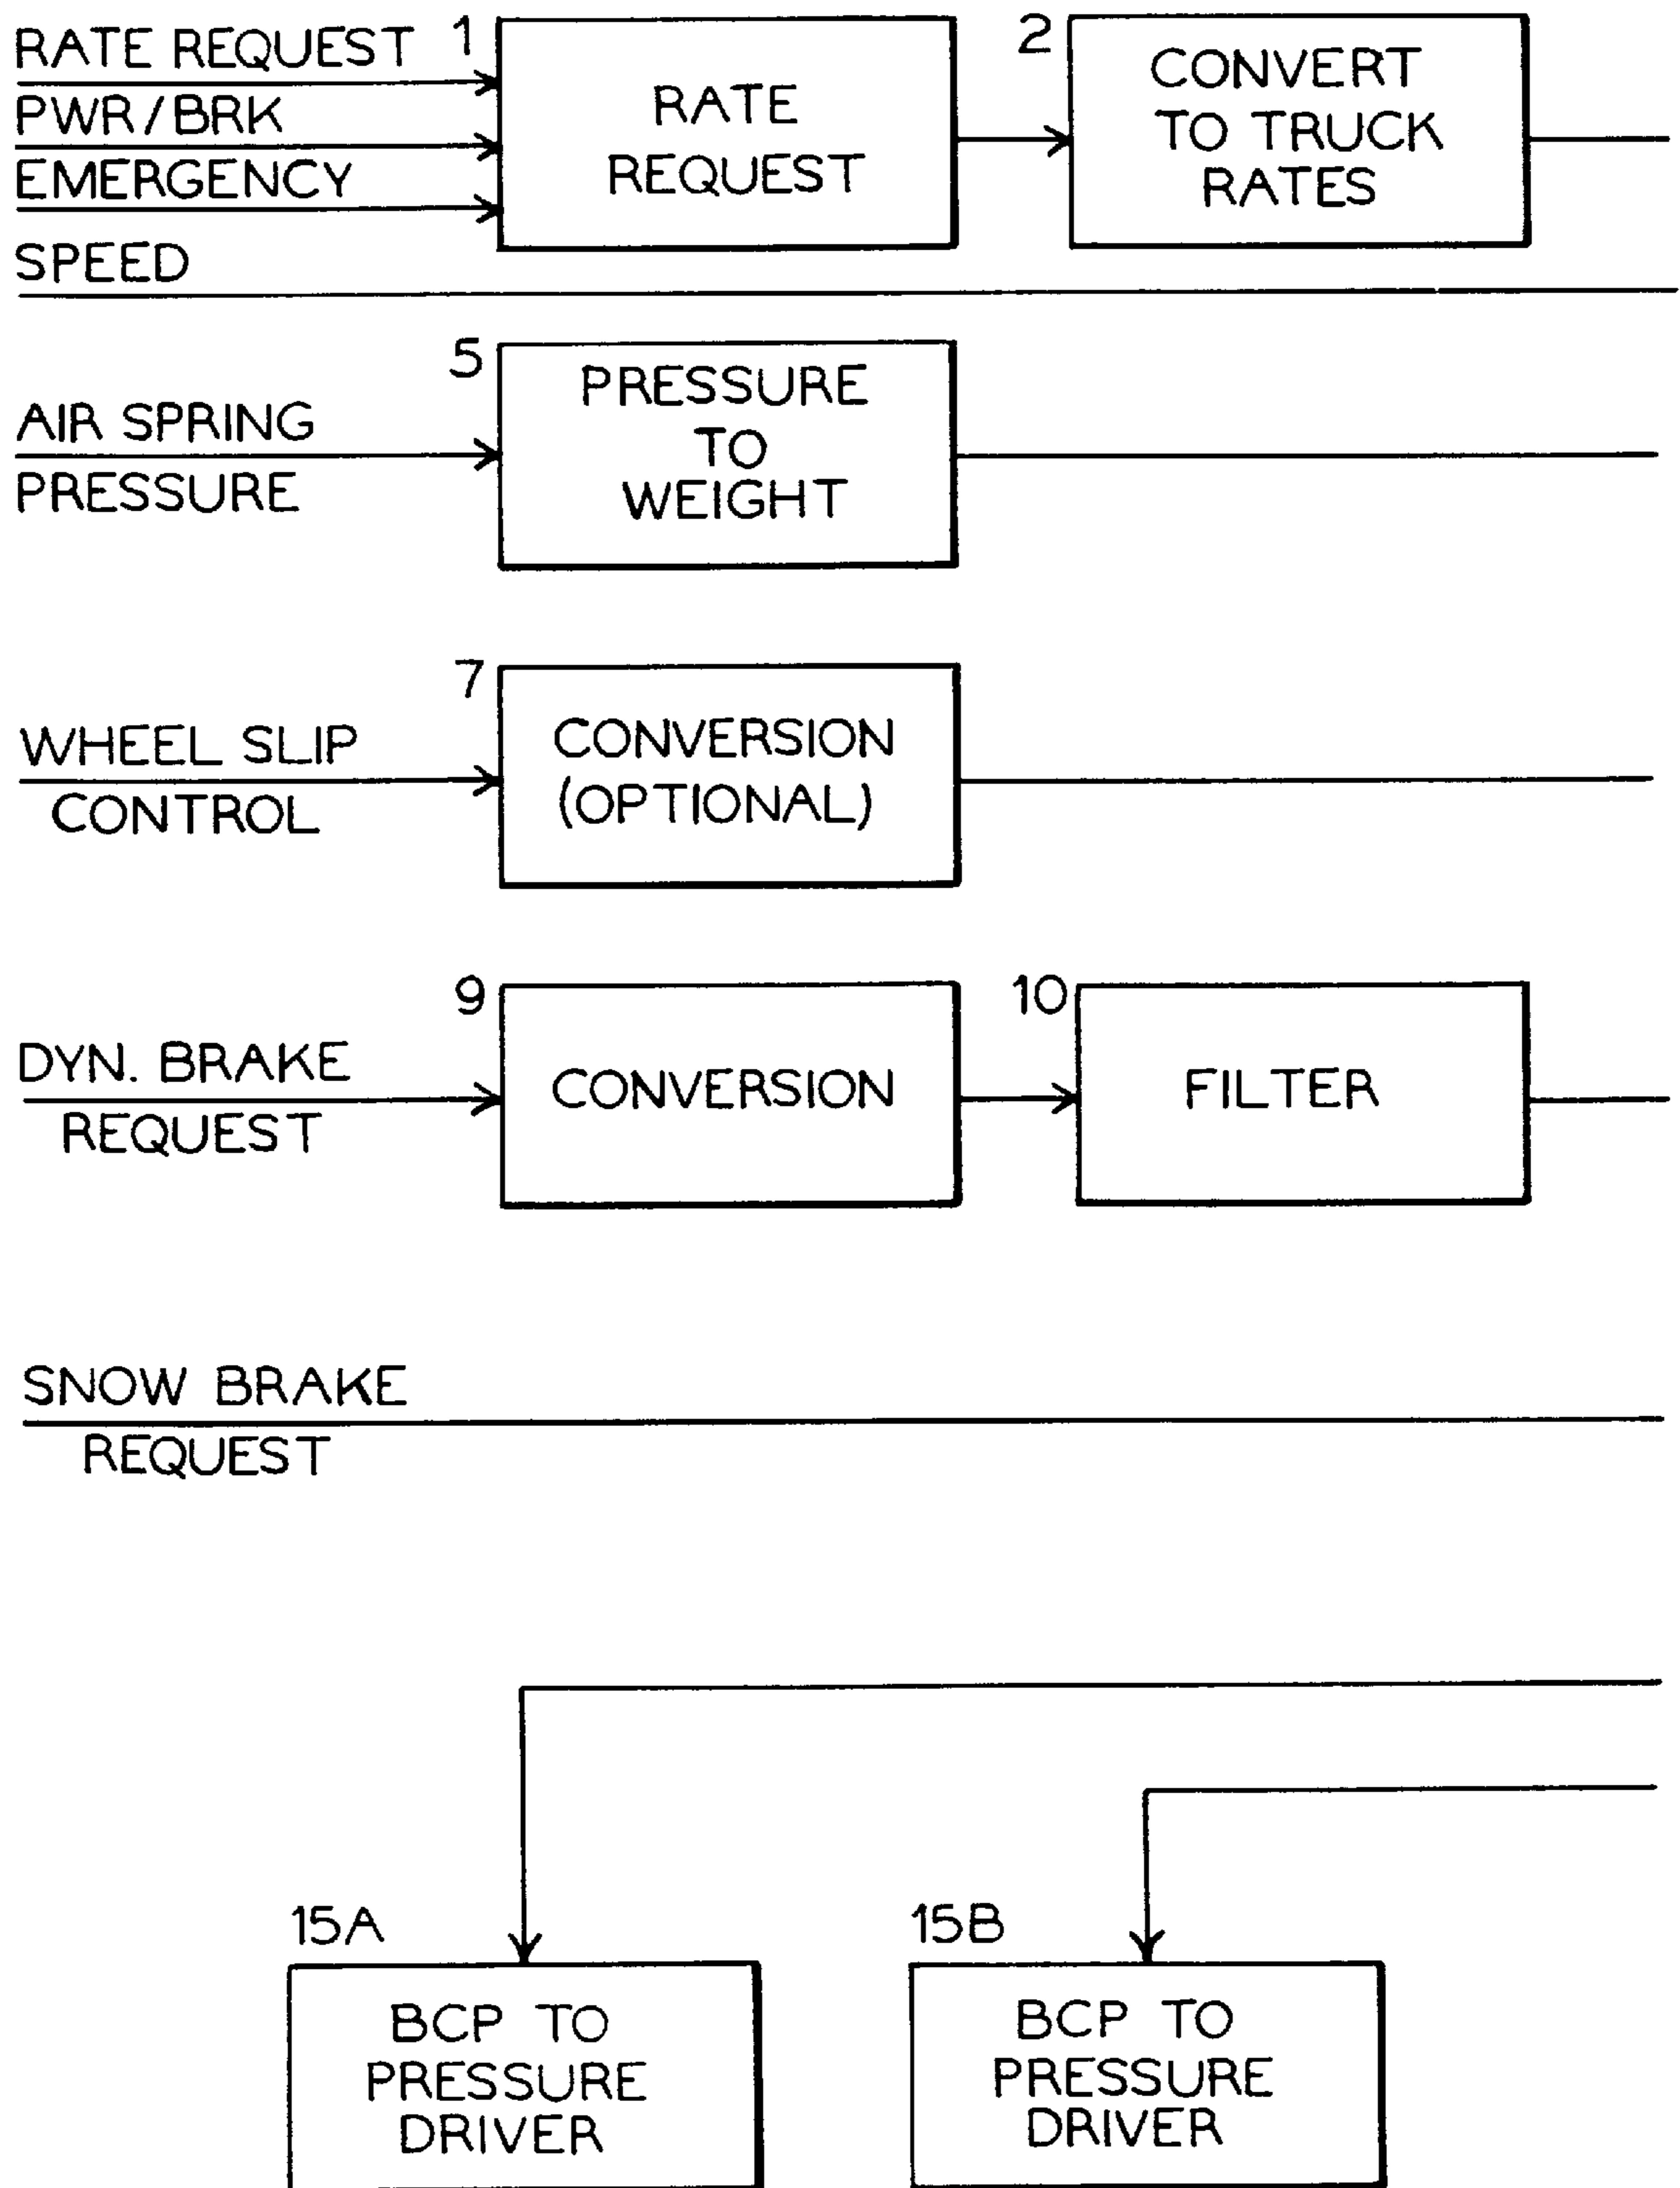 RATE REQUEST
PWR/BRK
EMERGENCY
SPEED
1
RATE
REQUEST
2
CONVERT
TO TRUCK
RATES
AIR SPRING
PRESSURE
5
PRESSURE
TO
WEIGHT
WHEEL SLIP
CONTROL
7
CONVERSION
(OPTIONAL)
DYN. BRAKE
REQUEST
9
CONVERSION
10
FILTER
SNOW BRAKE
REQUEST
15A
BCP TO
PRESSURE
DRIVER
15B
BCP TO
PRESSURE
DRIVER